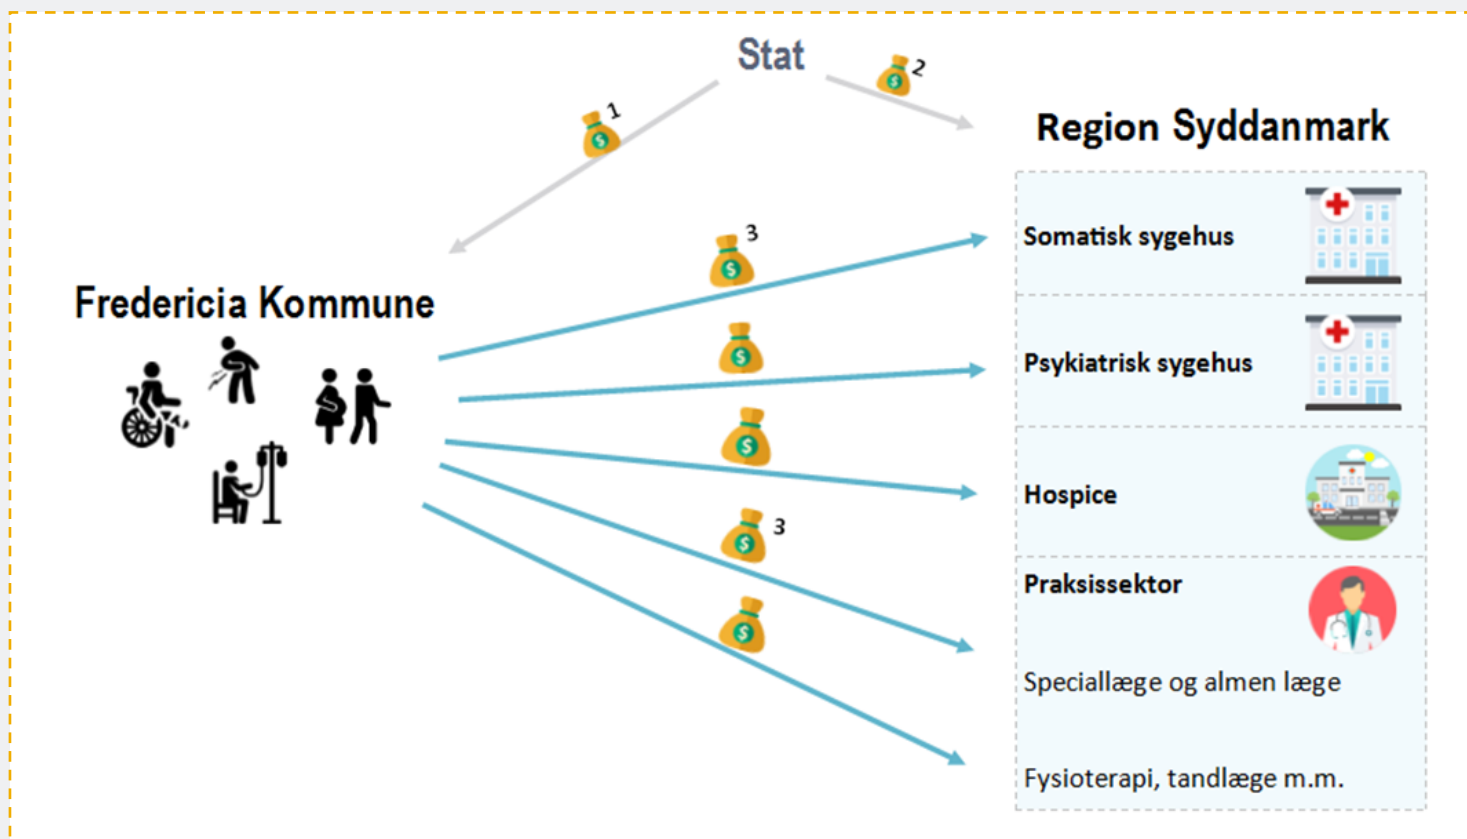 Stat
1
2
Region Syddanmark
3
Somatisk sygehus
Fredericia Kommune
Psykiatrisk sygehus
Hospice
3
Praksissektor
Speciallæge og almen læge
Fysioterapi, tandlæge m.m.